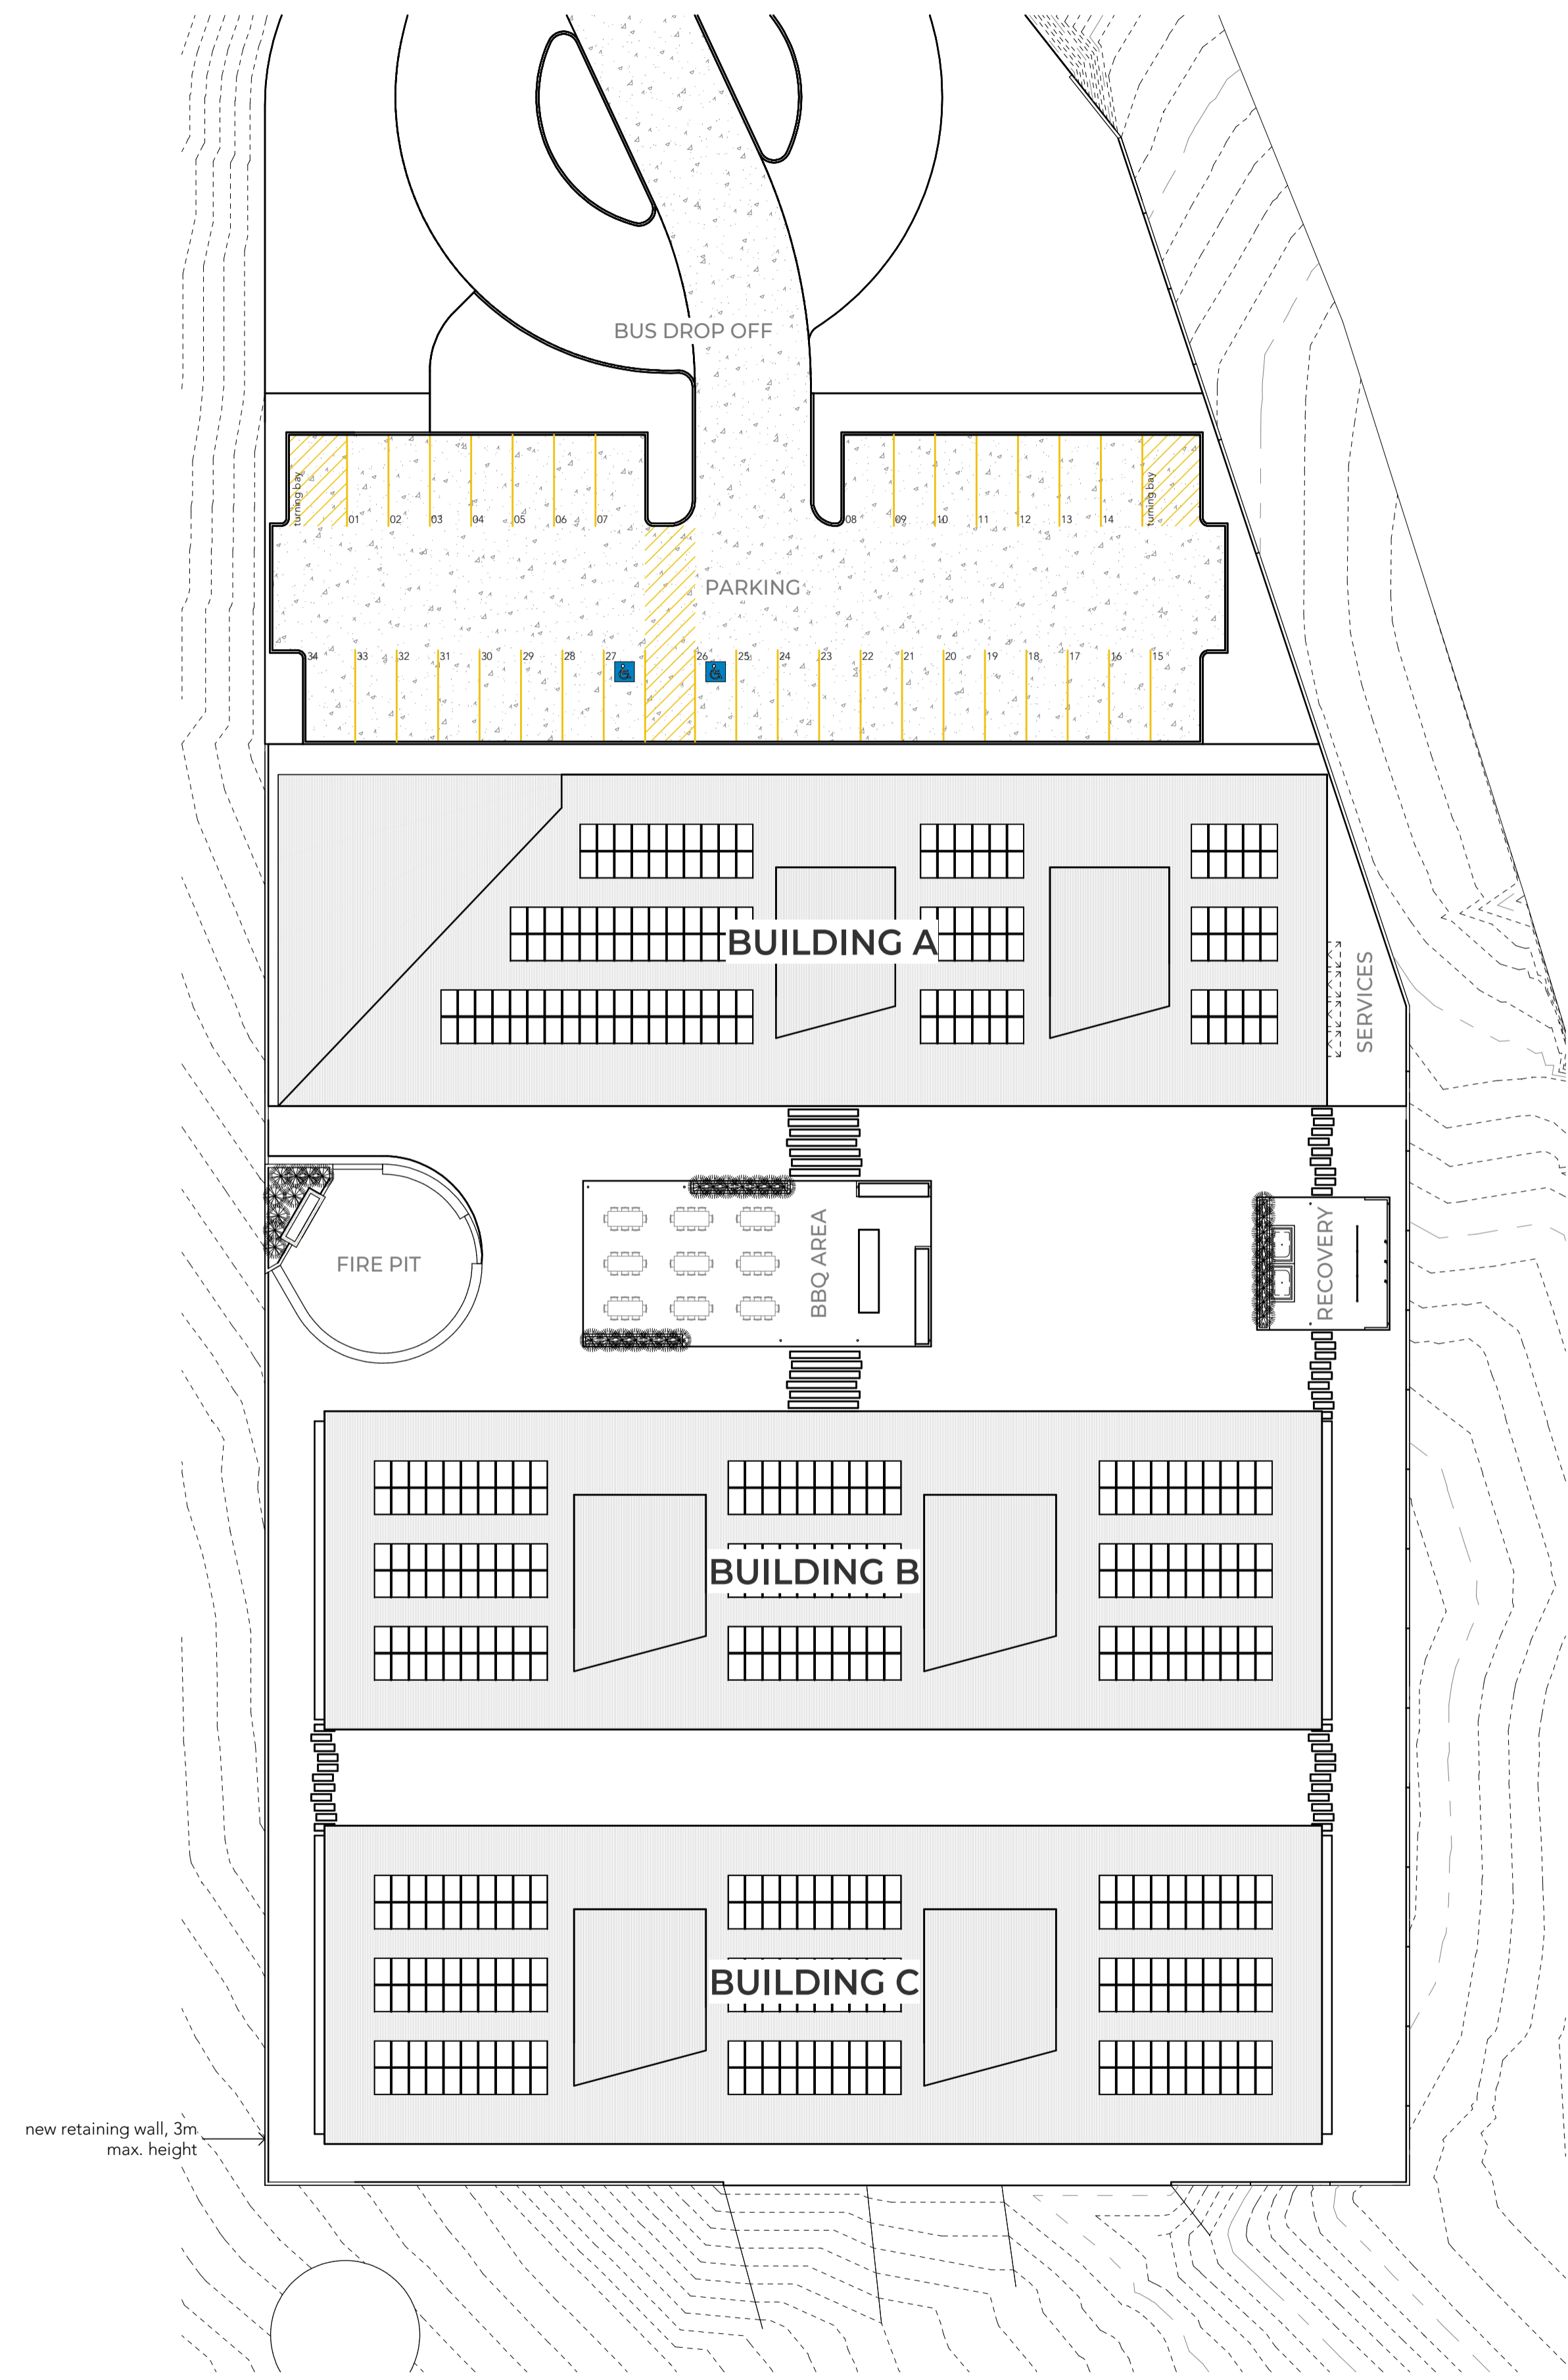 BUS DROP OFF
turning bay
01
02
03
04
05
06
07
08
09
10
11
12
13
14
turning bay
PARKING
34
33
32
31
30
29
28
27
26
25
24
23
22
21
20
19
18
17
16
15
BUILDING A
SERVICES
FIRE PIT
BBQ AREA
RECOVERY
BUILDING B
BUILDING C
new retaining wall, 3m
max. height